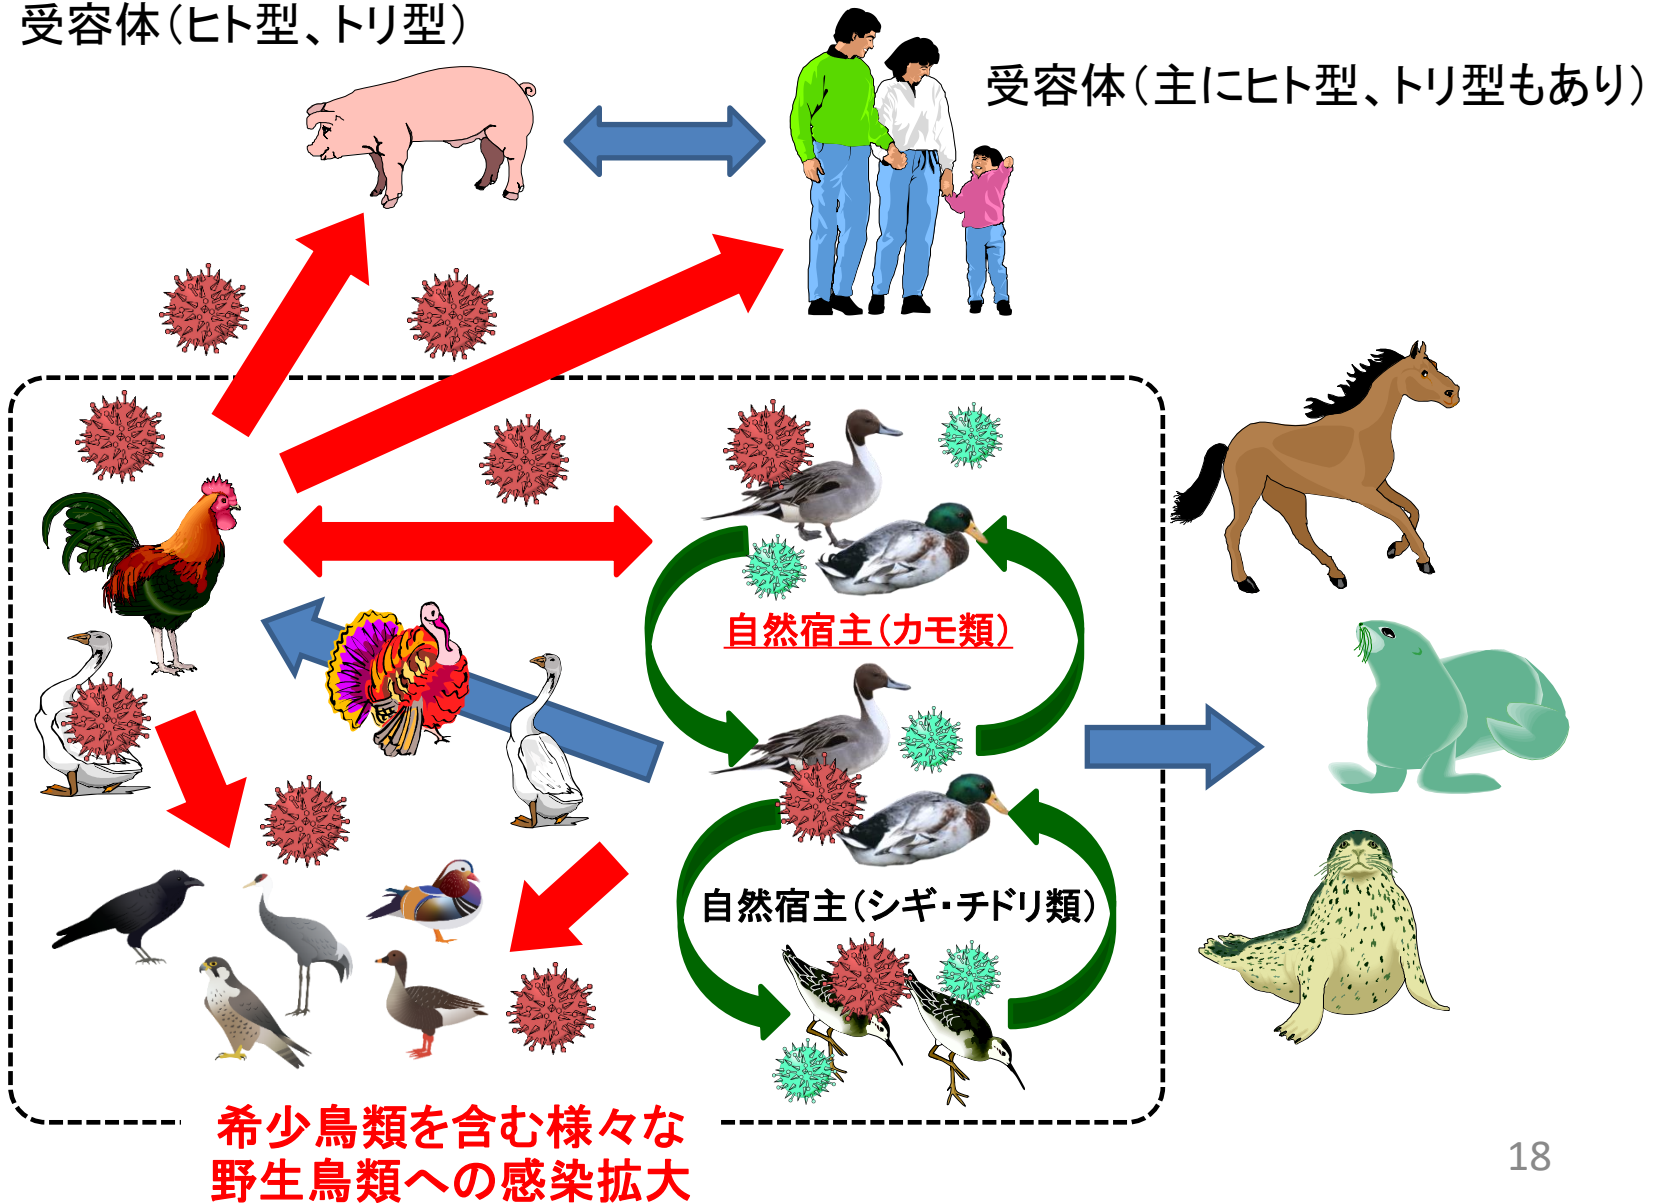 受容体(ヒト型、トリ型)
受容体(主にヒト型、トリ型もあり)
自然宿主(カモ類)
自然宿主(シギ・チドリ類)
希少鳥類を含む様々な
野生鳥類への感染拡大
18